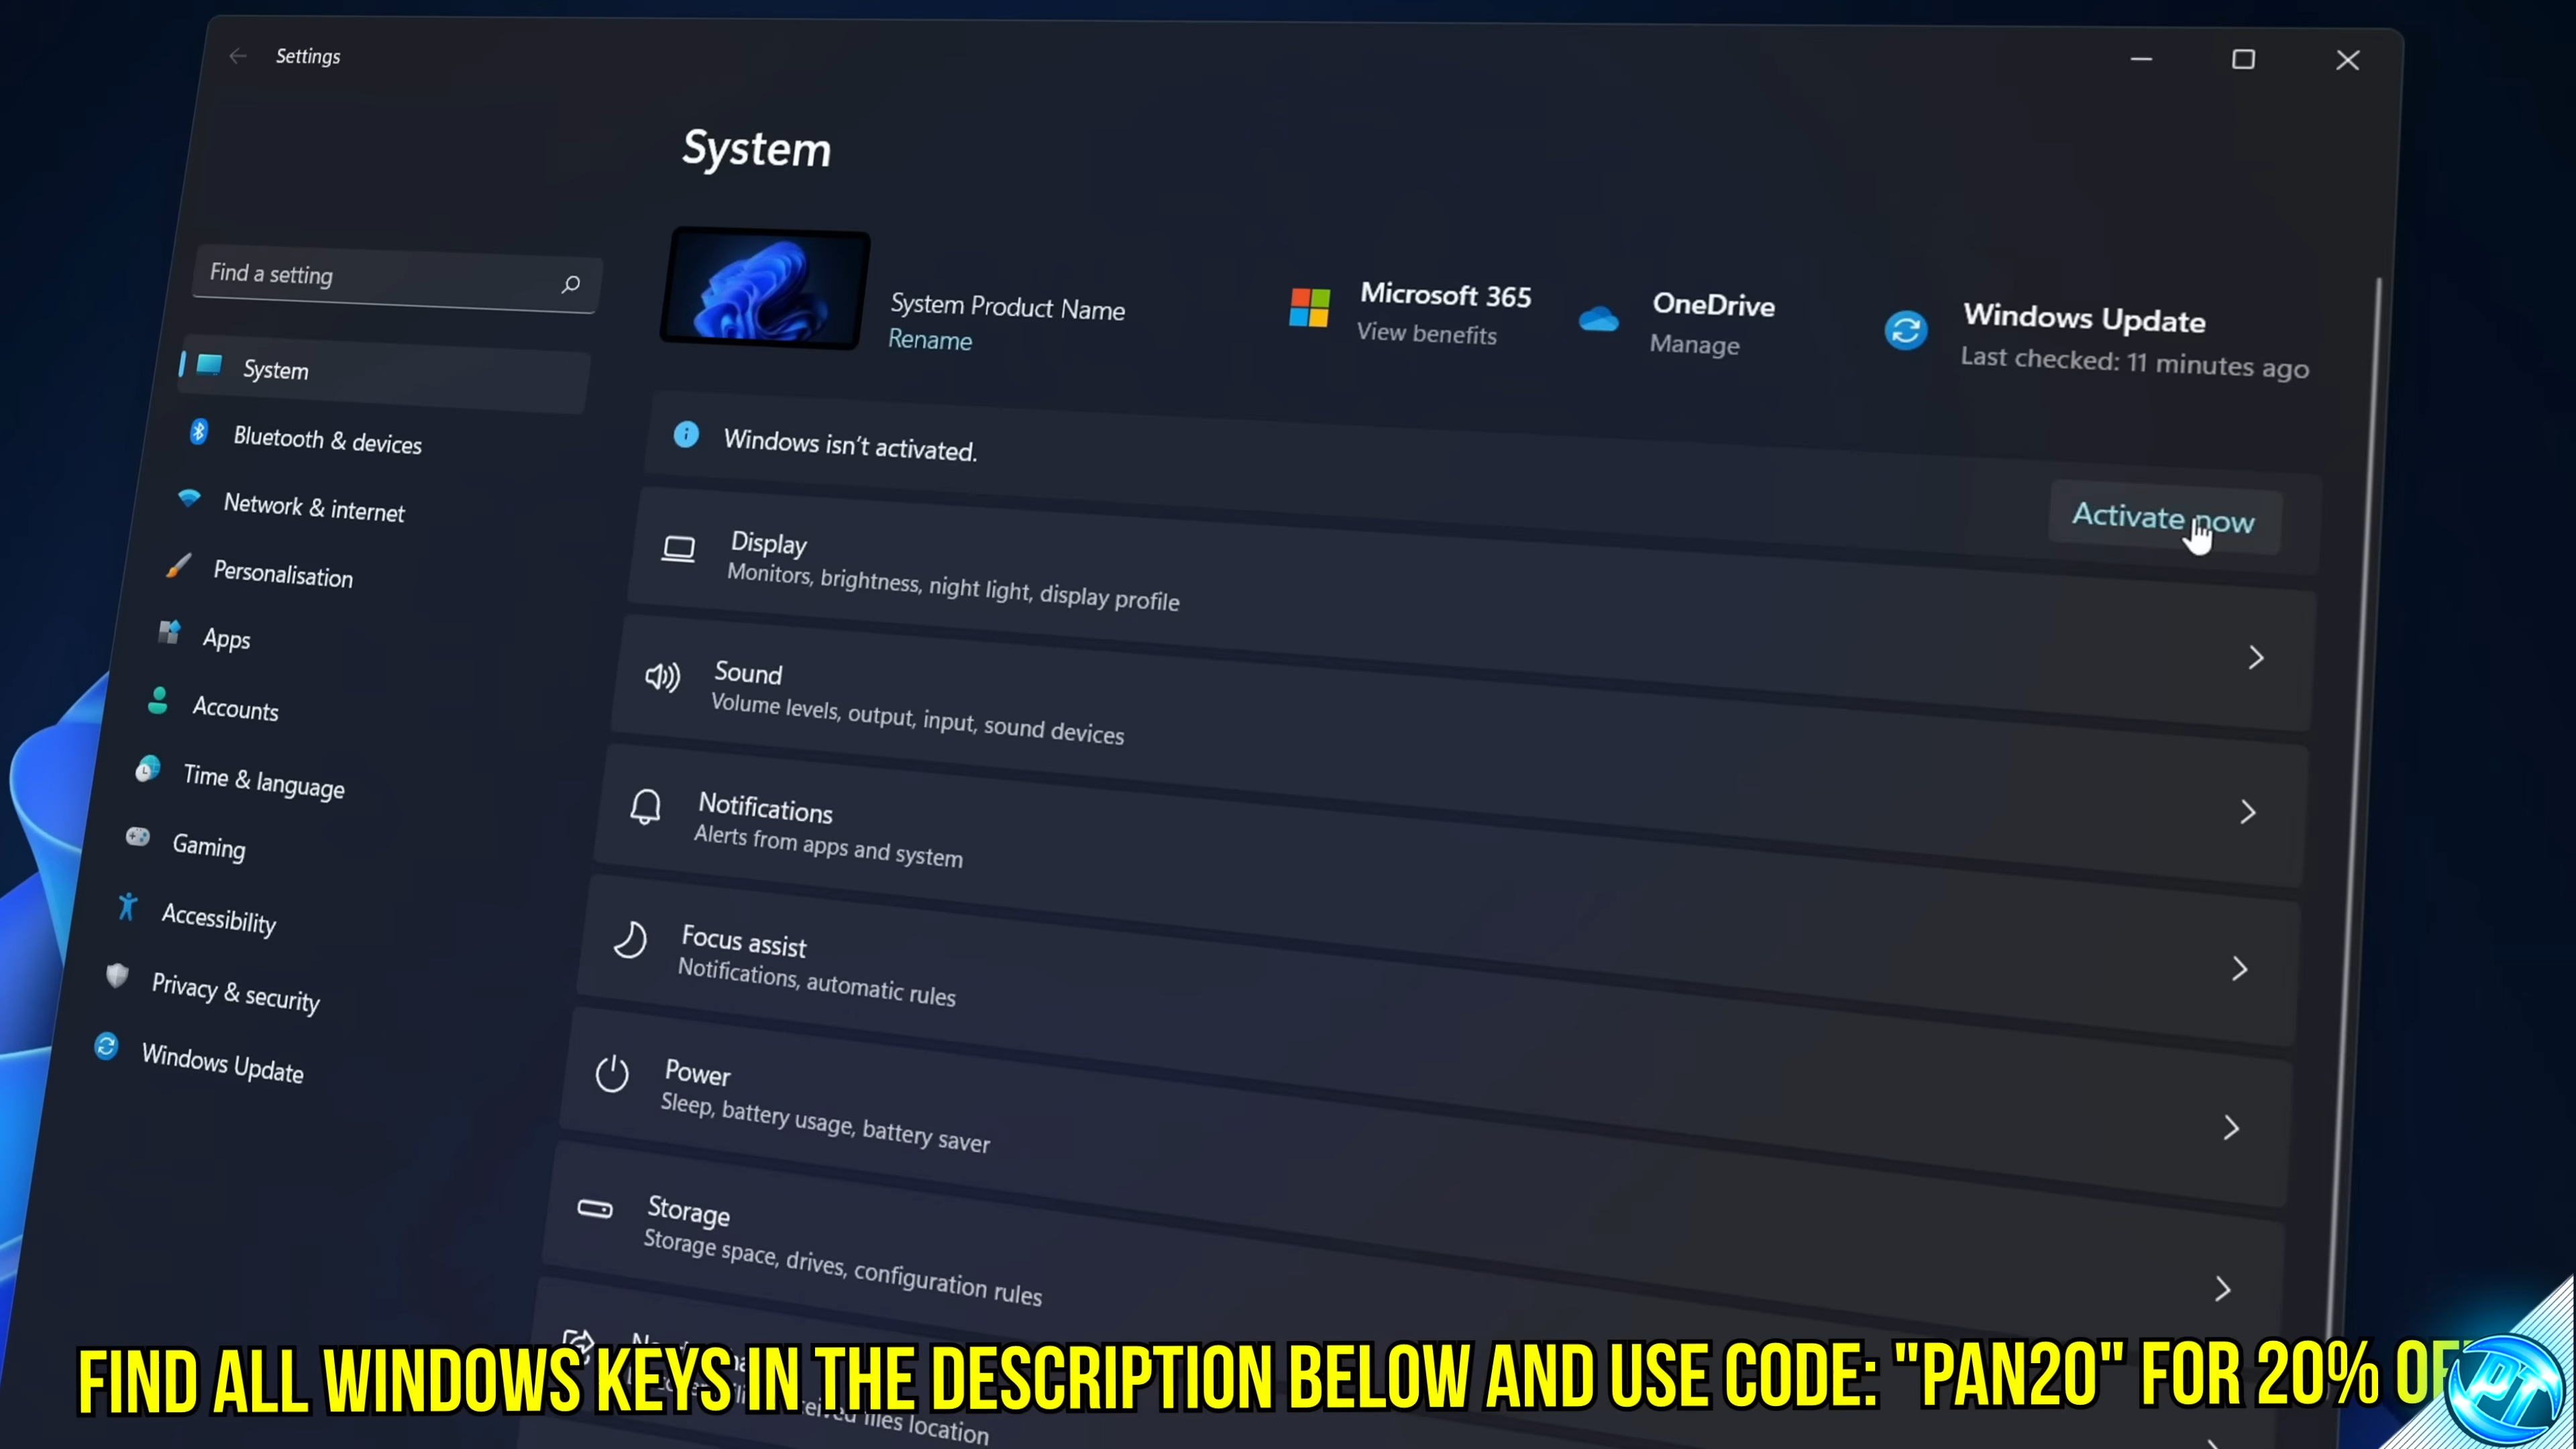 Settings
System
Find a setting
System Product Name
Rename
Microsoft 365
View benefits
OneDrive
Manage
Windows Update
Last checked: 11 minutes ago
System
Bluetooth & devices
Network & internet
Personalisation
Apps
Accounts
Time & language
Gaming
Accessibility
Privacy & security
Windows Update
Windows isn't activated.
Activate now
Display
Monitors, brightness, night light, display profile
Sound
Volume levels, output, input, sound devices
Notifications
Alerts from apps and system
Focus assist
Notifications, automatic rules
Power
Sleep, battery usage, battery saver
Storage
Storage space, drives, configuration rules
files location
FIND ALL WINDOWS KEYS IN THE DESCRIPTION BELOW AND USE CODE: "PAN20" FOR 20%
PT